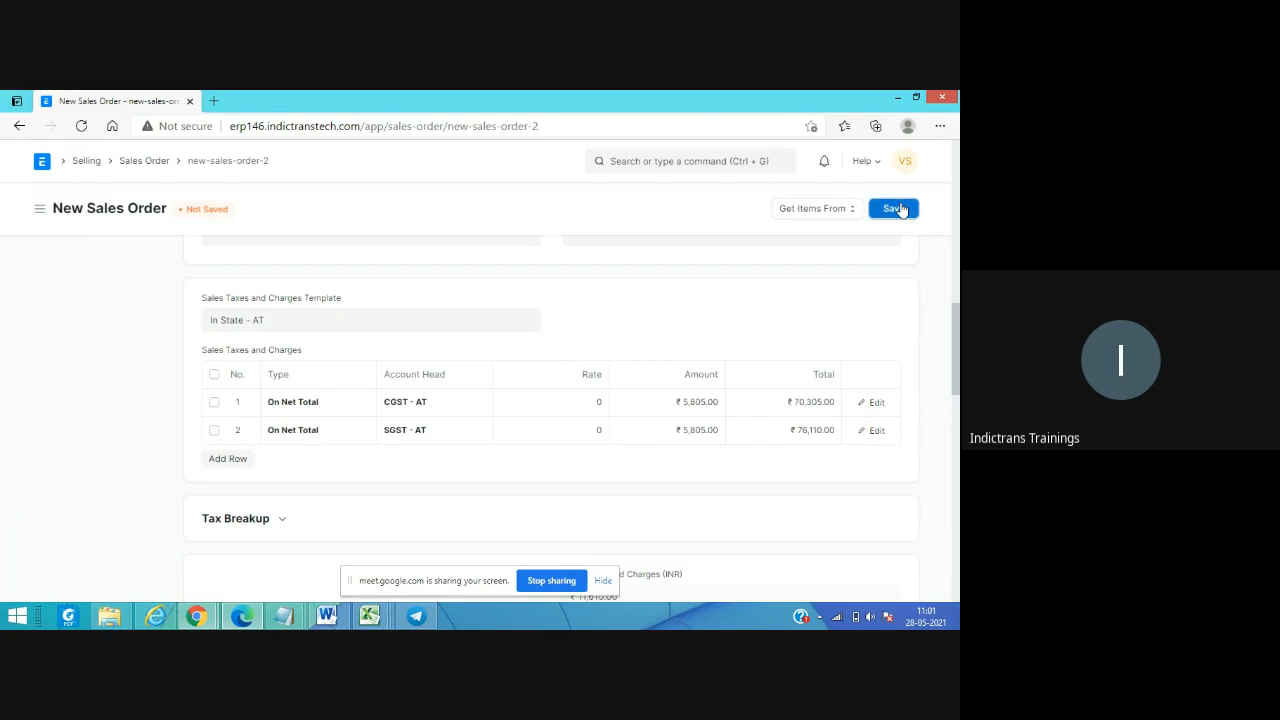 New Sales Order - new-sales-or
Not secure erp146.indictranstech.com/app/sales-order/new-sales-order-2
E Selling Sales Order new-sales-order-2 Search or type a command (Ctrl + G) Help VS
New Sales Order • Not Saved Get Items From Save
Sales Taxes and Charges Template
In State - AT
Sales Taxes and Charges
No. Type Account Head Rate Amount Total
1 On Net Total CGST - AT 0 ₹ 5,805.00 ₹ 70,305.00 Edit
2 On Net Total SGST - AT 0 ₹ 5,805.00 ₹ 76,110.00 Edit
Add Row
Tax Breakup
d Charges (INR)
₹ 11,610.00
meet.google.com is sharing your screen. Stop sharing Hide
11:01
28-05-2021
I
Indictrans Trainings